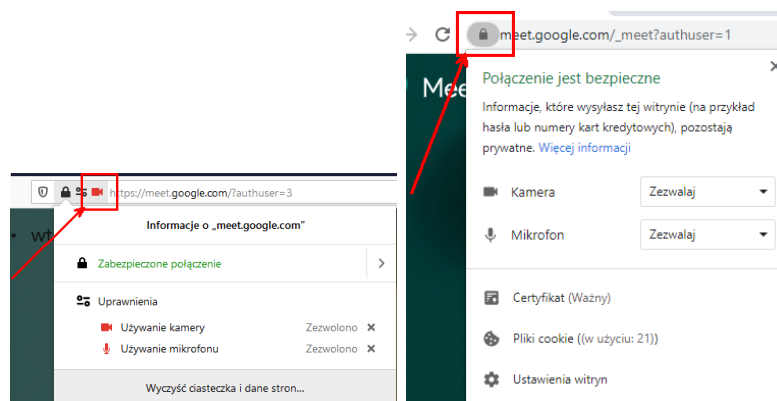 https://meet.google.com/?authuser=3
Informacje o „meet.google.com”
Zabezpieczone połączenie
Uprawnienia
Używanie kamery Zezwolono
Używanie mikrofonu Zezwolono
Wyczyść ciasteczka i dane stron...
meet.google.com/_meet?authuser=1
Mee
Połączenie jest bezpieczne
Informacje, które wysyłasz tej witrynie (na przykład
hasła lub numery kart kredytowych), pozostają
prywatne. Więcej informacji
Kamera Zezwalaj
Mikrofon Zezwalaj
Certyfikat (Ważny)
Pliki cookie ((w użyciu: 21))
Ustawienia witryn